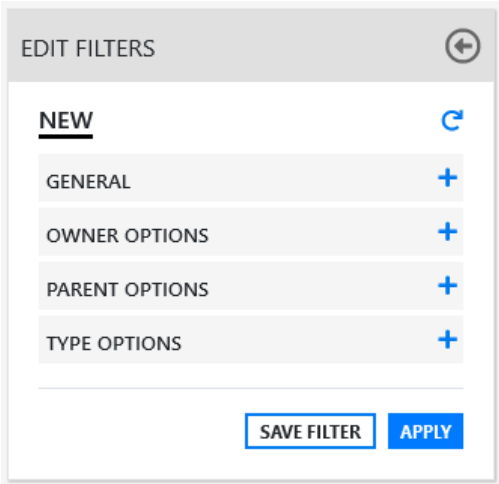 EDIT FILTERS
NEW
GENERAL
OWNER OPTIONS
PARENT OPTIONS
TYPE OPTIONS
SAVE FILTER APPLY